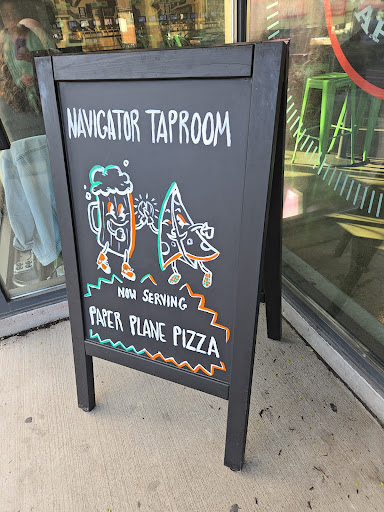 NAVIGATOR TAPROOM
NOW SERVING
PAPER PLANE PIZZA